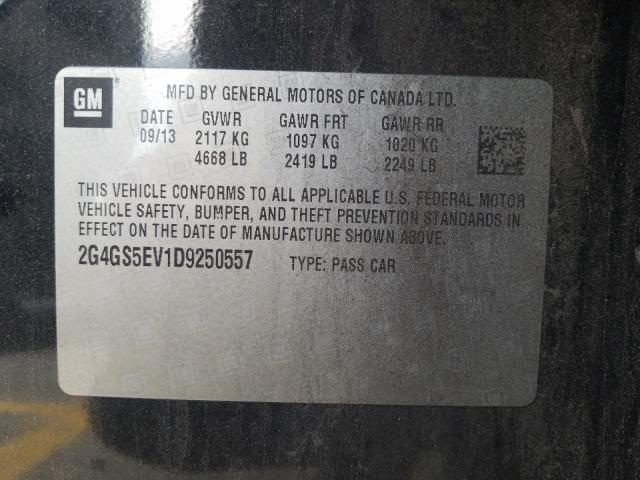 GM
MFD BY GENERAL MOTORS OF CANADA LTD.
DATE GVWR GAWR FRT GAWR RR
09/13 2117 KG 1097 KG 1020 KG
4668 LB 2419 LB 2249 LB
THIS VEHICLE CONFORMS TO ALL APPLICABLE U.S. FEDERAL MOTOR
VEHICLE SAFETY, BUMPER, AND THEFT PREVENTION STANDARDS IN
EFFECT ON THE DATE OF MANUFACTURE SHOWN ABOVE.
2G4GS5EV1D9250557 TYPE: PASS CAR